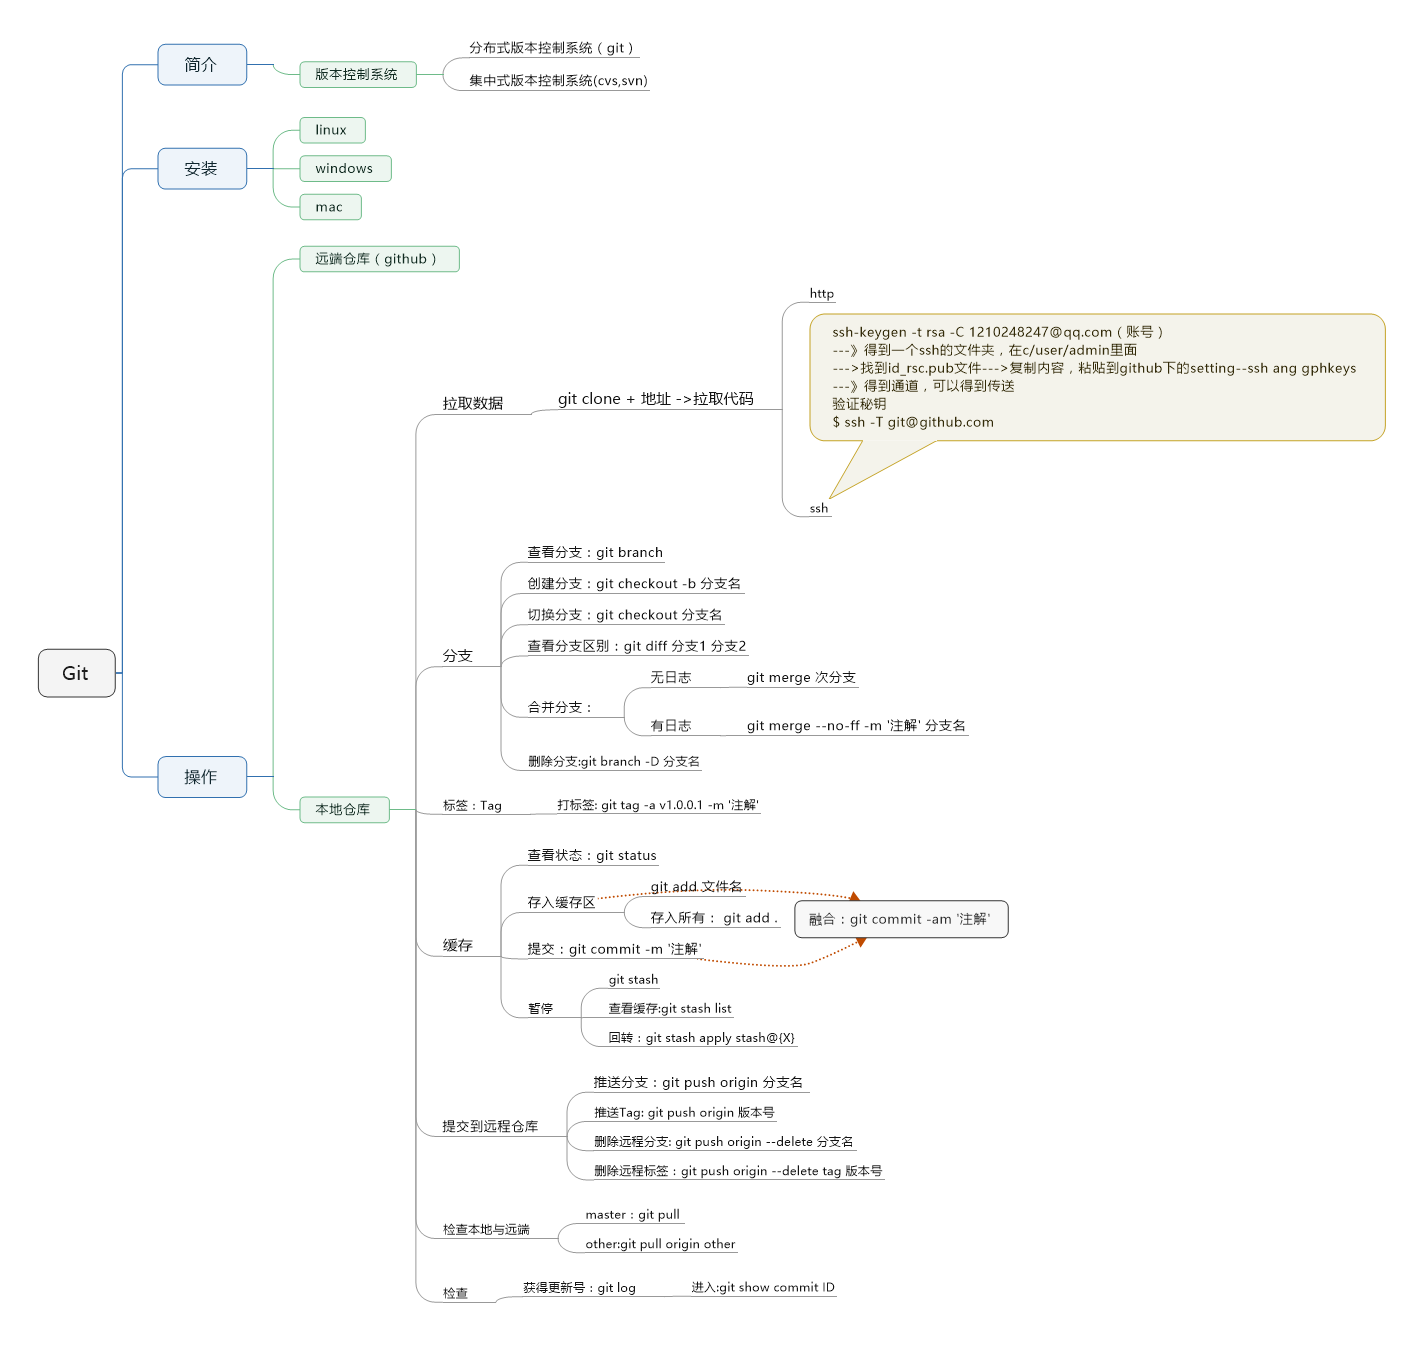 Git
简介
版本控制系统
分布式版本控制系统（git）
集中式版本控制系统(cvs,svn)
安装
linux
windows
mac
操作
远端仓库（github）
本地仓库
拉取数据
git clone + 地址 ->拉取代码
http
ssh-keygen -t rsa -C 1210248247@qq.com（账号）
---》得到一个ssh的文件夹，在c/user/admin里面
--->找到id_rsc.pub文件--->复制内容，粘贴到github下的setting--ssh ang gphkeys
---》得到通道，可以得到传送
验证秘钥
$ ssh -T git@github.com
ssh
分支
查看分支：git branch
创建分支：git checkout -b 分支名
切换分支：git checkout 分支名
查看分支区别：git diff 分支1 分支2
合并分支：
无日志
git merge 次分支
有日志
git merge --no-ff -m '注解' 分支名
删除分支:git branch -D 分支名
标签：Tag
打标签: git tag -a v1.0.0.1 -m '注解'
缓存
查看状态：git status
存入缓存区
git add 文件名
存入所有： git add .
融合：git commit -am '注解'
提交：git commit -m '注解'
暂停
git stash
查看缓存:git stash list
回转：git stash apply stash@{X}
提交到远程仓库
推送分支：git push origin 分支名
推送Tag: git push origin 版本号
删除远程分支: git push origin --delete 分支名
删除远程标签：git push origin --delete tag 版本号
检查本地与远端
master：git pull
other:git pull origin other
检查
获得更新号：git log
进入:git show commit ID